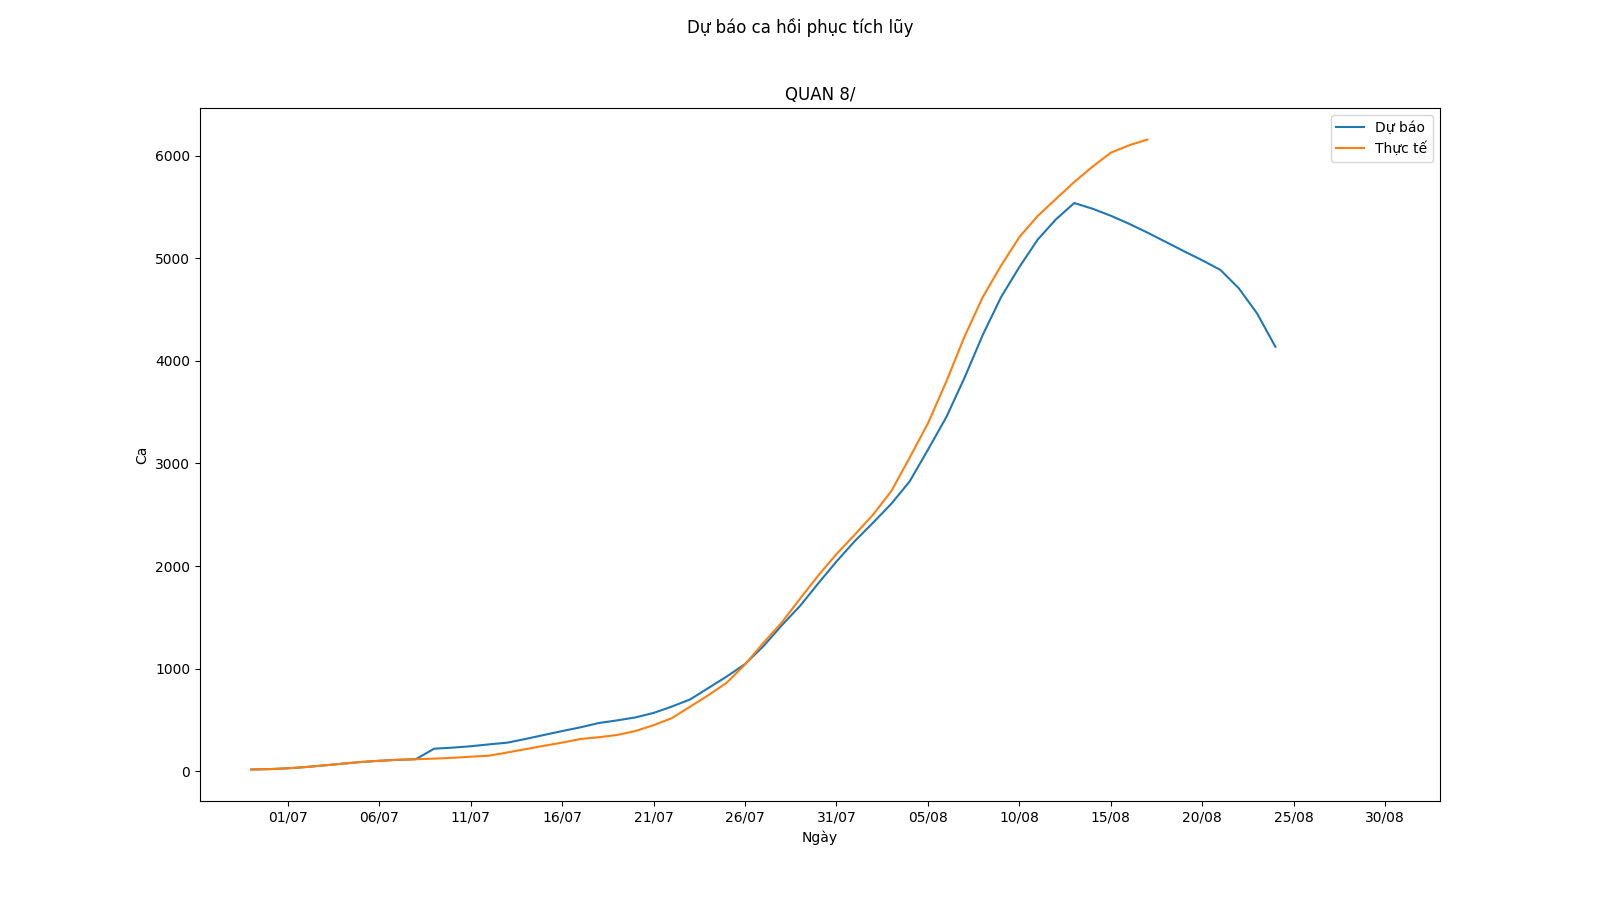 Dự báo ca hồi phục tích lũy
QUAN 8/
Dự báo
Thực tế
6000
5000
4000
3000
2000
1000
0
Ca
01/07 06/07 11/07 16/07 21/07 26/07 31/07 05/08 10/08 15/08 20/08 25/08 30/08
Ngày